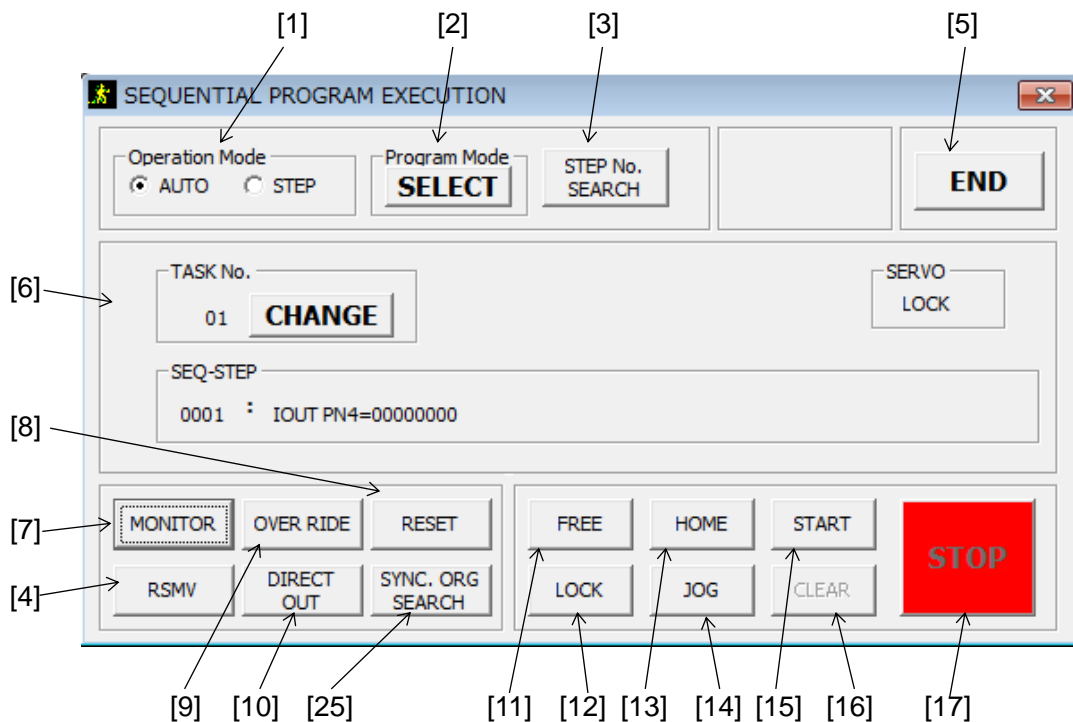 [1] [2] [3] [5]
SEQUENTIAL PROGRAM EXECUTION
Operation Mode
AUTO STEP
Program Mode
SELECT
STEP No.
SEARCH
END
[6]
TASK No.
01 CHANGE
SERVO
LOCK
SEQ-STEP
0001 : IOUT PN4=00000000
[8]
[7]
MONITOR OVER RIDE RESET
FREE HOME START
STOP
[4]
RSMV
DIRECT
OUT
SYNC. ORG
SEARCH
LOCK JOG CLEAR
[9] [10] [25] [11] [12] [13] [14] [15] [16] [17]